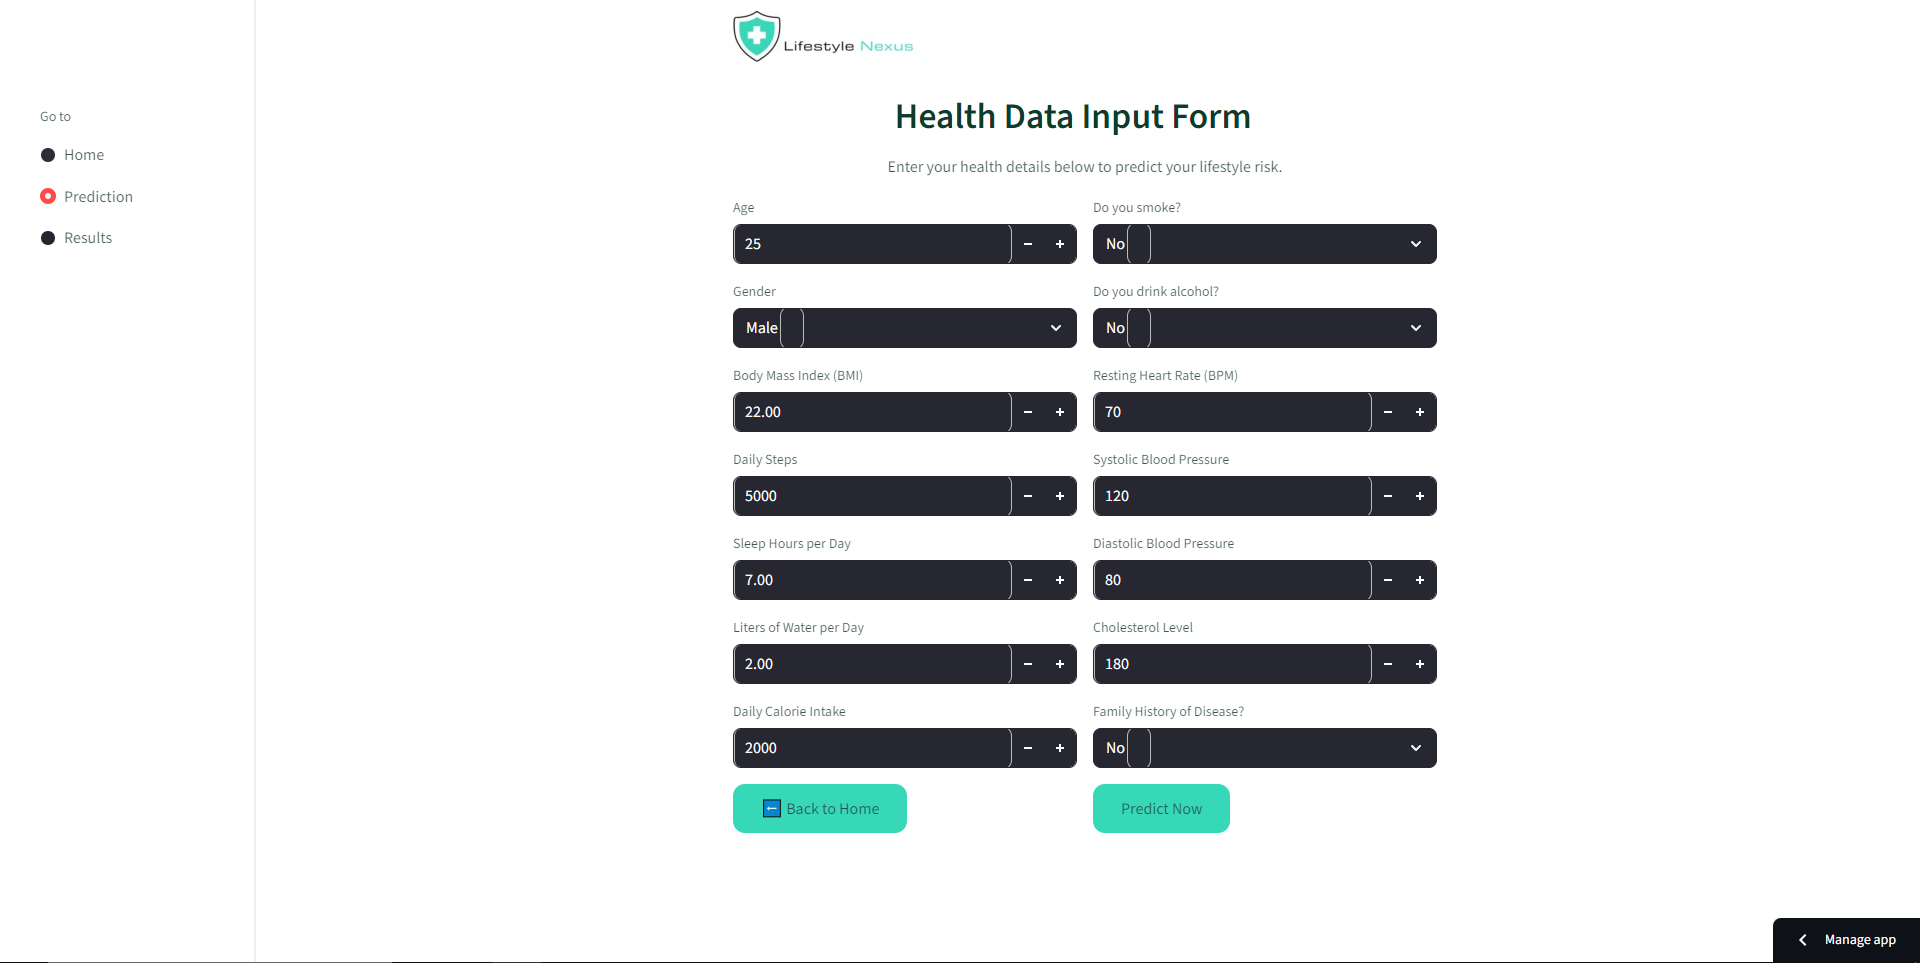 Lifestyle Nexus
Go to
Home
Prediction
Results
Health Data Input Form
Enter your health details below to predict your lifestyle risk.
Age
25
Gender
Male
Body Mass Index (BMI)
22.00
Daily Steps
5000
Sleep Hours per Day
7.00
Liters of Water per Day
2.00
Daily Calorie Intake
2000
← Back to Home
Do you smoke?
No
Do you drink alcohol?
No
Resting Heart Rate (BPM)
70
Systolic Blood Pressure
120
Diastolic Blood Pressure
80
Cholesterol Level
180
Family History of Disease?
No
Predict Now
Manage app